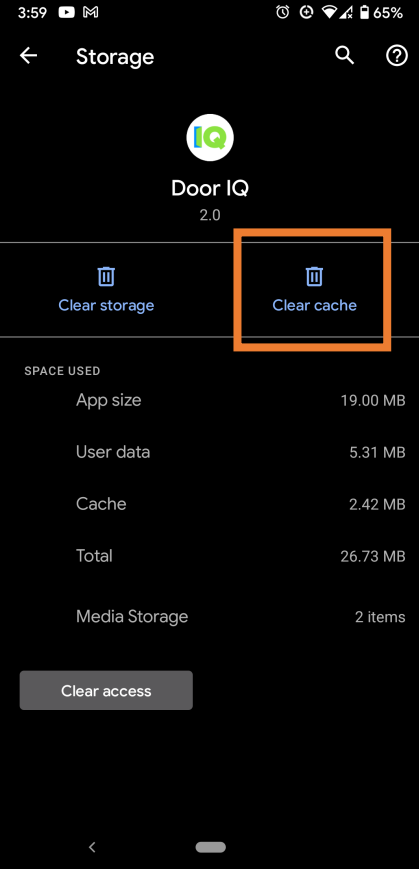 3:59 65%
Storage
IQ
Door IQ
2.0
Clear storage Clear cache
SPACE USED
App size 19.00 MB
User data 5.31 MB
Cache 2.42 MB
Total 26.73 MB
Media Storage 2 items
Clear access